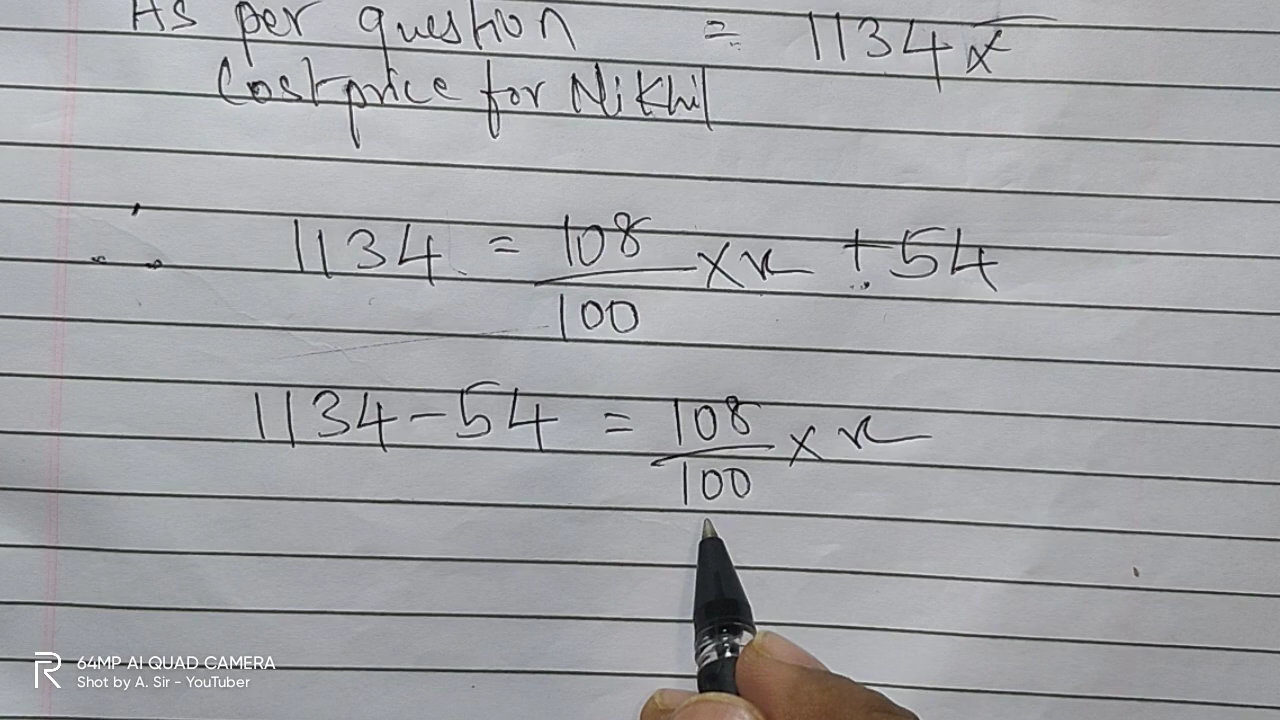 As per question = 1134x
Cost price for Nikhil
∴ 1134 = 108/100 × x + 54
1134 - 54 = 108/100 × x
64MP AI QUAD CAMERA
Shot by A. Sir - YouTuber